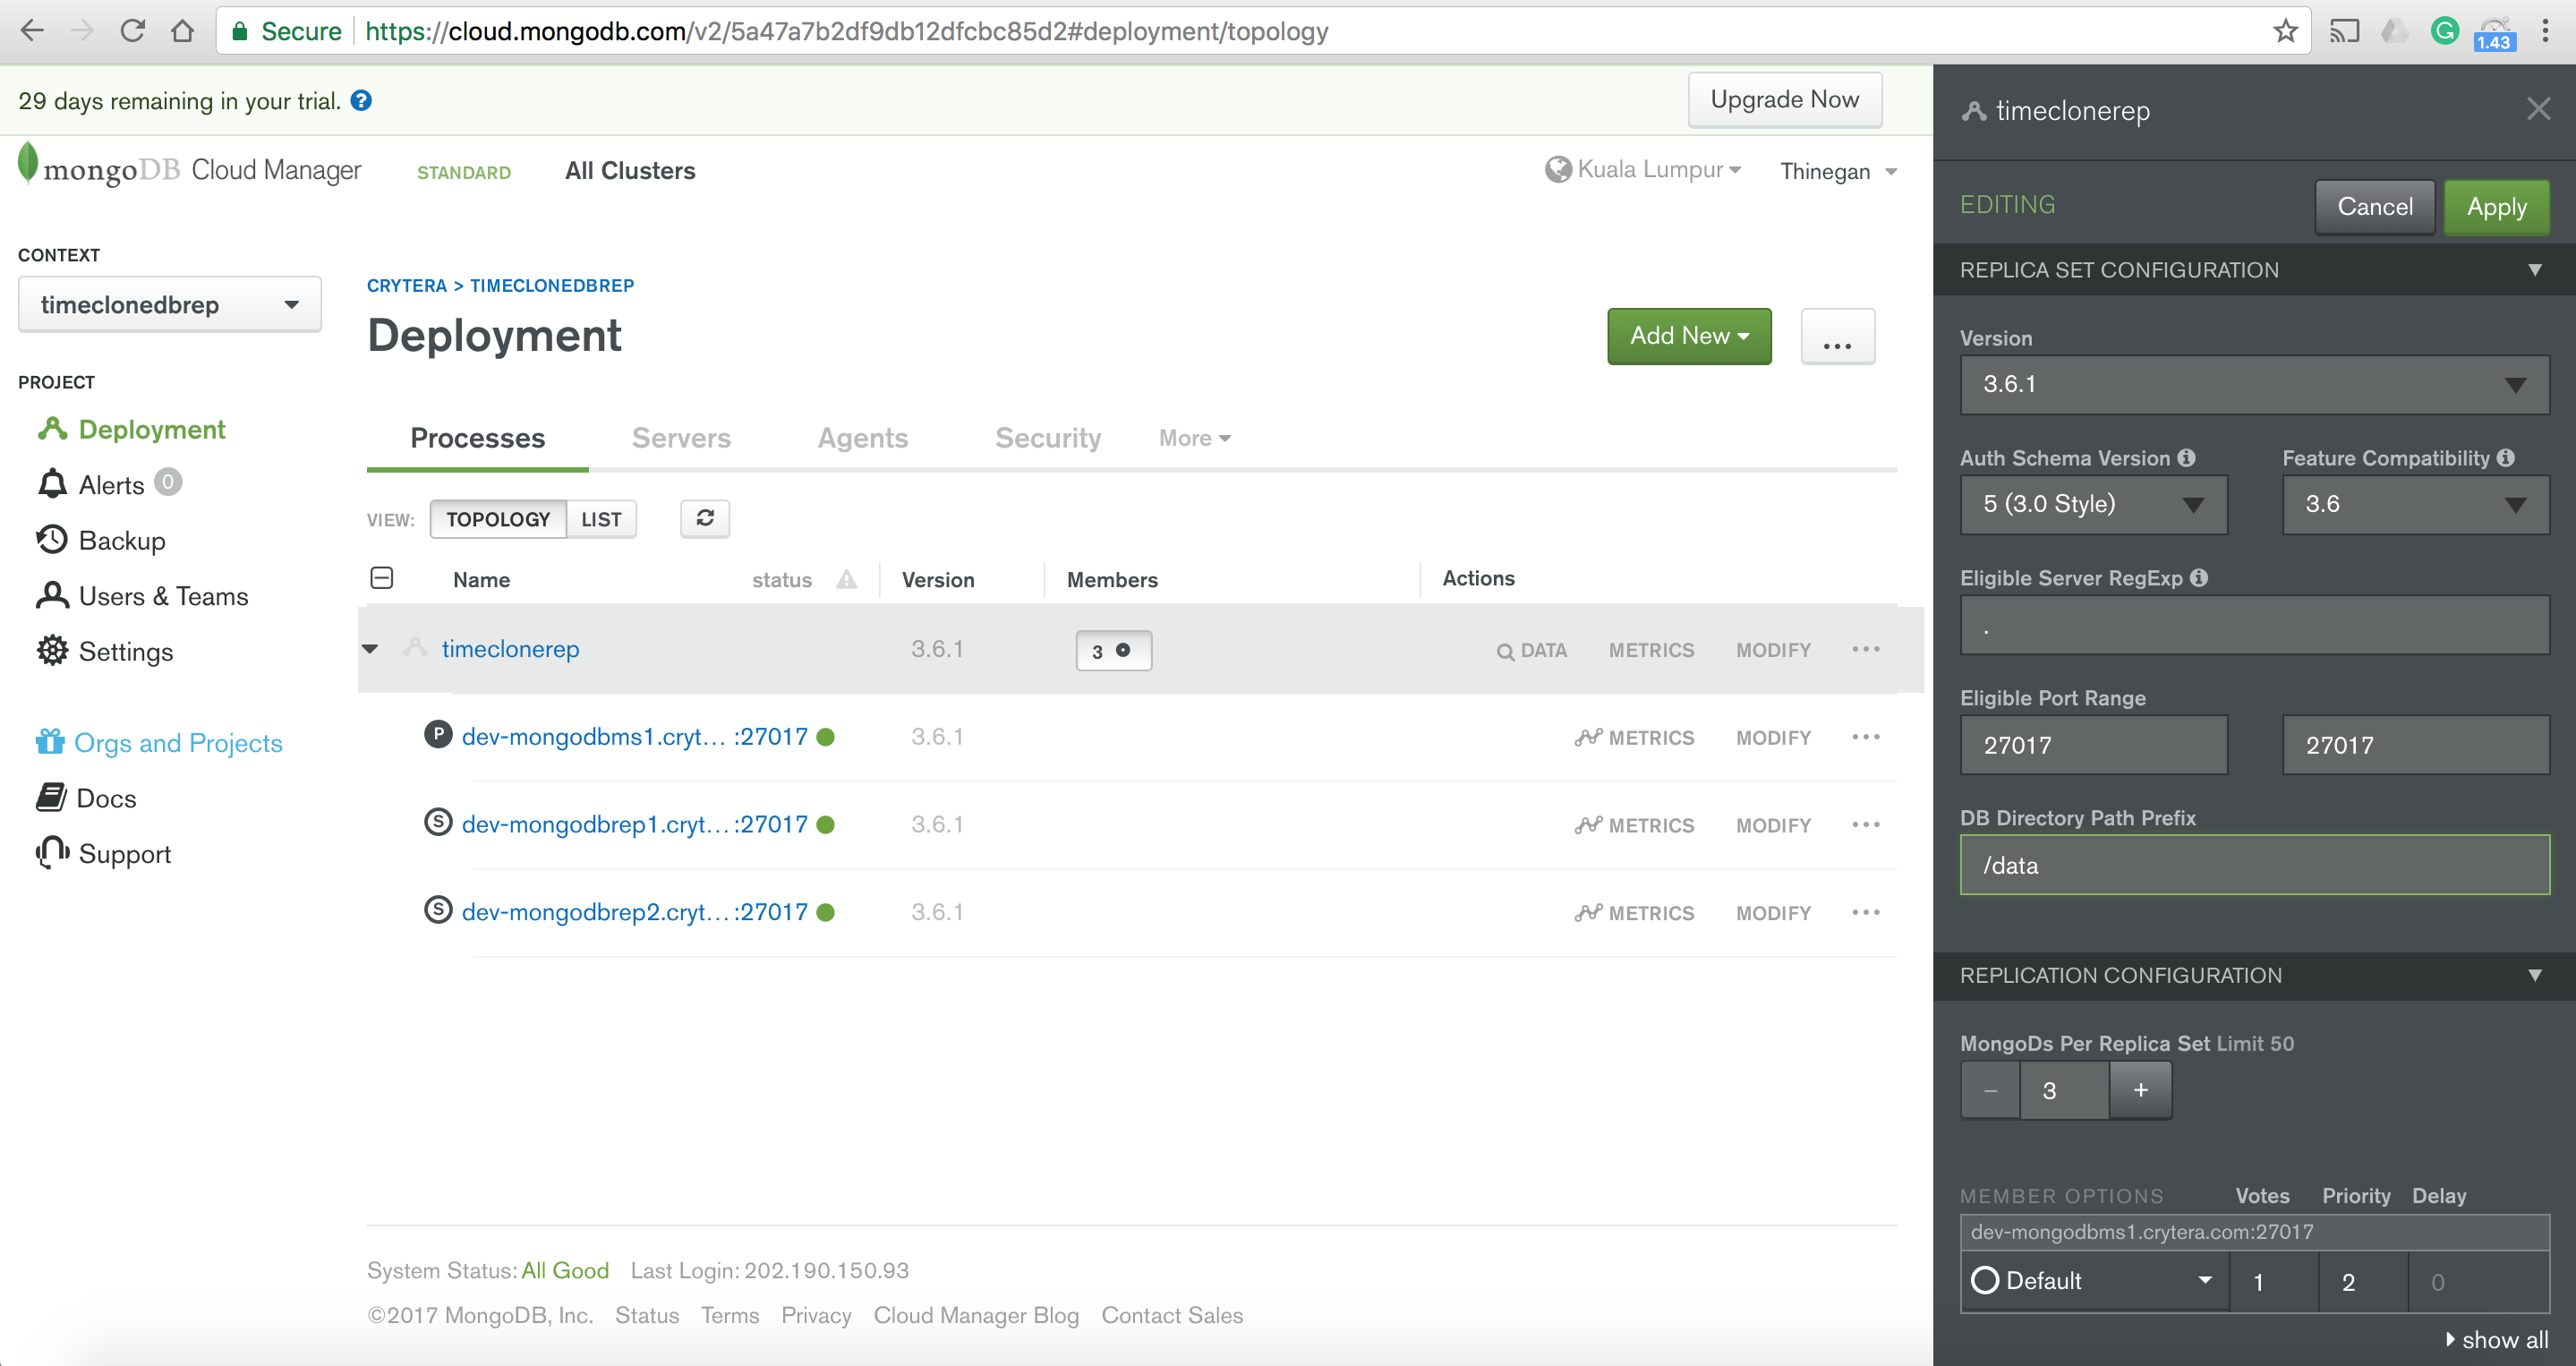 Secure https://cloud.mongodb.com/v2/5a47a7b2df9db12dfcbc85d2#deployment/topology
G
1.43
29 days remaining in your trial. ?
Upgrade Now
mongoDB Cloud Manager STANDARD All Clusters
Kuala Lumpur Thinegan
CONTEXT
timeclonedbrep
PROJECT
Deployment
Alerts 0
Backup
Users & Teams
Settings
Orgs and Projects
Docs
Support
CRYTERA > TIMECLONEDBREP
Deployment
Add New ...
Processes Servers Agents Security More
VIEW: TOPOLOGY LIST
Name status Version Members Actions
timeclonerep 3.6.1 3 DATA METRICS MODIFY ...
P dev-mongodbms1.cryt... :27017 3.6.1 METRICS MODIFY ...
S dev-mongodbrep1.cryt... :27017 3.6.1 METRICS MODIFY ...
S dev-mongodbrep2.cryt... :27017 3.6.1 METRICS MODIFY ...
System Status: All Good Last Login: 202.190.150.93
©2017 MongoDB, Inc. Status Terms Privacy Cloud Manager Blog Contact Sales
timeclonerep
EDITING Cancel Apply
REPLICA SET CONFIGURATION
Version
3.6.1
Auth Schema Version Feature Compatibility
5 (3.0 Style) 3.6
Eligible Server RegExp
.
Eligible Port Range
27017 27017
DB Directory Path Prefix
/data
REPLICATION CONFIGURATION
MongoDs Per Replica Set Limit 50
– 3 +
MEMBER OPTIONS Votes Priority Delay
dev-mongodbms1.crytera.com:27017
Default 1 2 0
show all